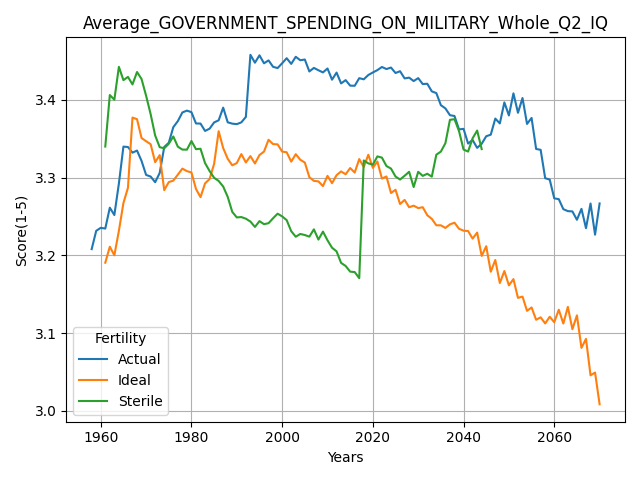 Average_GOVERNMENT_SPENDING_ON_MILITARY_Whole_Q2_IQ
Score(1-5)
3.4
3.3
3.2
3.1
3.0
Fertility
Actual
Ideal
Sterile
1960 1980 2000 2020 2040 2060
Years